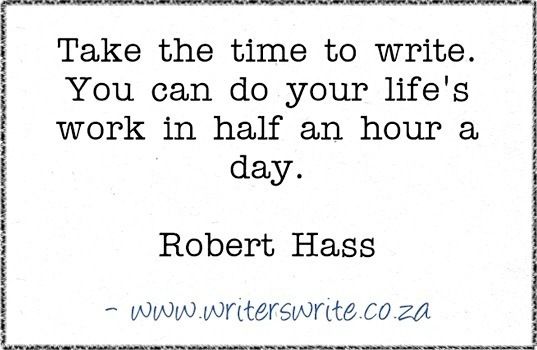 Take the time to write.
You can do your life's
work in half an hour a
day.
Robert Hass
- www.writerswrite.co.za